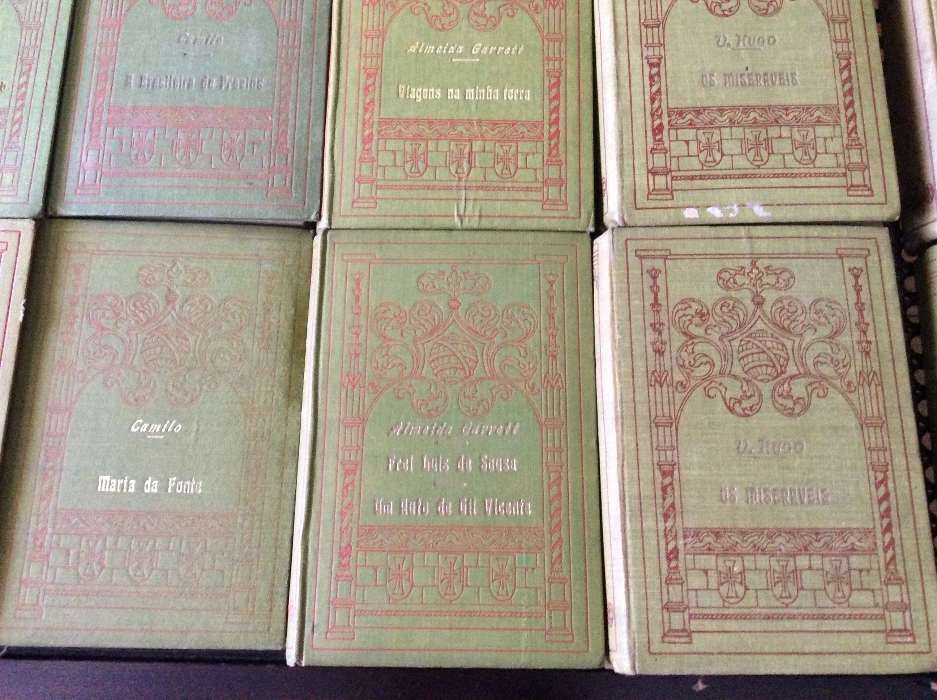 Camilo
A Brasileira de Prazins
Almeida Garrett
Viagens na minha terra
V. HUGO
OS MISERAVEIS
Camilo
Maria da Fonte
Almeida Garrett
Frei Luis de Sousa
Um Auto de Gil Vicente
V. HUGO
OS MISERAVEIS